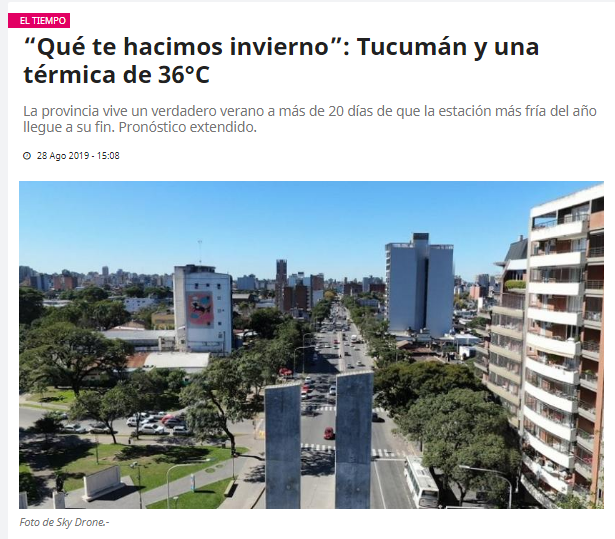 EL TIEMPO
“Qué te hacimos invierno”: Tucumán y una
térmica de 36°C
La provincia vive un verdadero verano a más de 20 días de que la estación más fría del año
llegue a su fin. Pronóstico extendido.
28 Ago 2019 - 15:08
Foto de Sky Drone.-